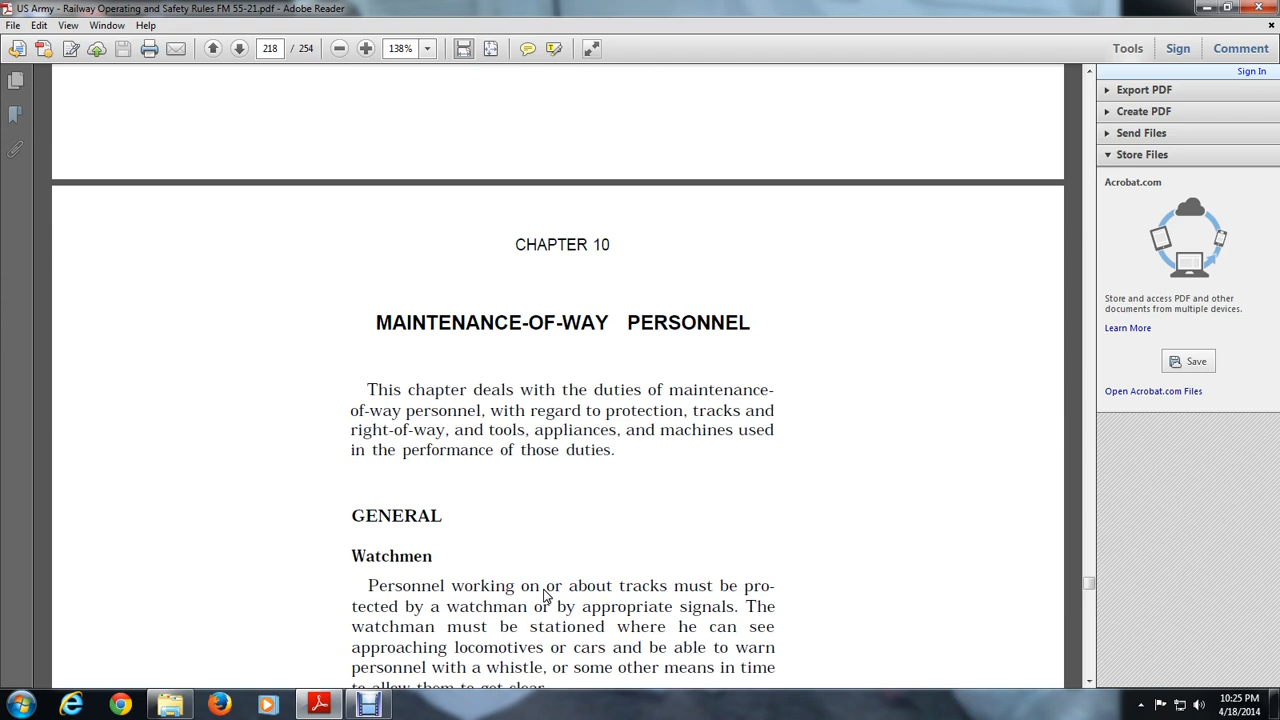 US Army - Railway Operating and Safety Rules FM 55-21.pdf - Adobe Reader
File Edit View Window Help
218 / 254 138% Tools Sign Comment
Sign In
Export PDF
Create PDF
Send Files
Store Files
Acrobat.com
Store and access PDF and other
documents from multiple devices.
Learn More
Save
Open Acrobat.com Files
CHAPTER 10
MAINTENANCE-OF-WAY PERSONNEL
This chapter deals with the duties of maintenance-
of-way personnel, with regard to protection, tracks and
right-of-way, and tools, appliances, and machines used
in the performance of those duties.
GENERAL
Watchmen
Personnel working on or about tracks must be pro-
tected by a watchman or by appropriate signals. The
watchman must be stationed where he can see
approaching locomotives or cars and be able to warn
personnel with a whistle, or some other means in time
to allow them to get clear.
10:25 PM
4/18/2014